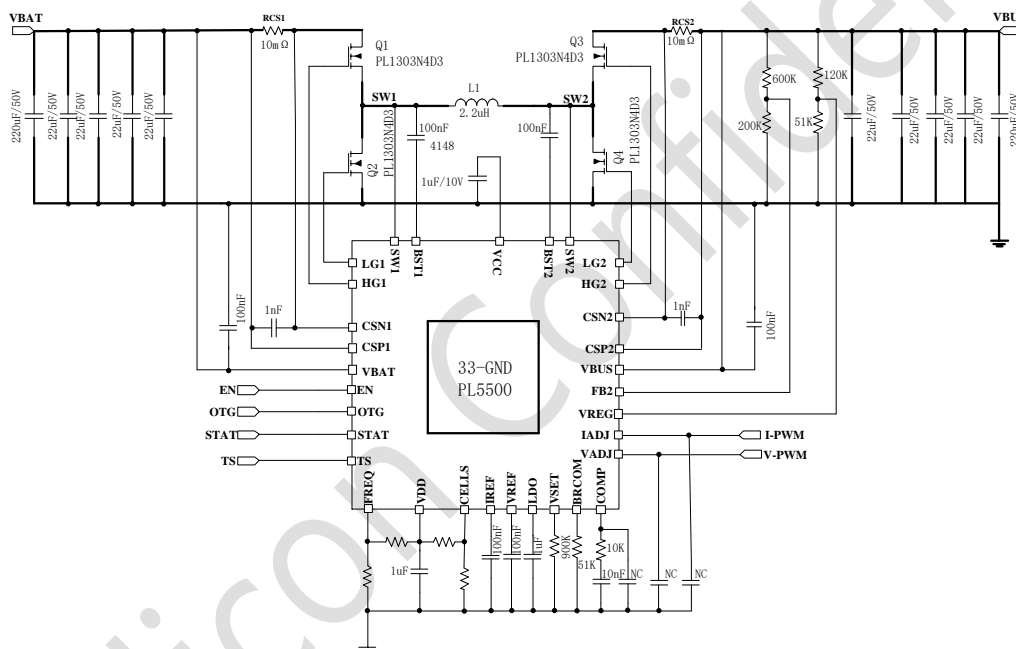 VBAT
RCS1
10mΩ
Q1
PL1303N4D3
Q3
PL1303N4D3
RCS2
10mΩ
VBU
220uF/50V
22uF/50V
22uF/50V
22uF/50V
22uF/50V
SW1
L1
2.2uH
SW2
600K
120K
200K
51K
22uF/50V
22uF/50V
22uF/50V
22uF/50V
220uF/50V
Q2
PL1303N4D3
100nF
4148
1uF/10V
100nF
Q4
PL1303N4D3
SW1
BST1
VCC
BST2
SW2
LG1
HG1
LG2
HG2
100nF
1nF
CSN1
CSP1
VBAT
CSN2
1nF
CSP2
VBUS
100nF
33-GND
PL5500
EN
EN
OTG
OTG
STAT
STAT
TS
TS
FB2
VREG
IADJ
I-PWM
VADJ
V-PWM
FREQ
VDD
CELLS
IREF
VREF
LDO
VSET
BRCOM
COMP
1uF
100nF
100nF
1uF
900K
51K
10K
10nF
NC
NC
NC
licon Confiden